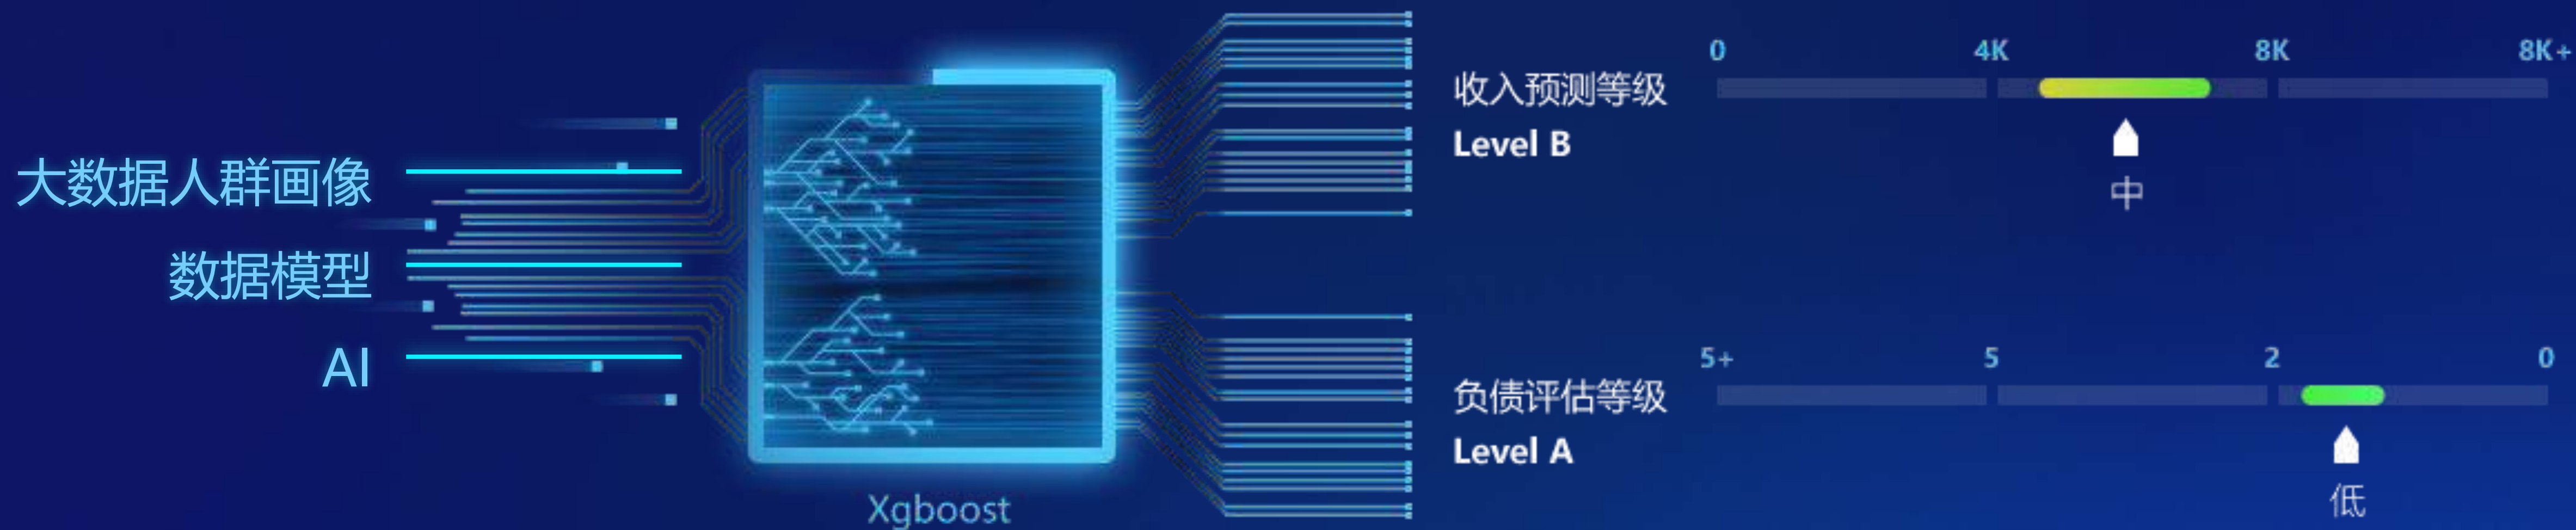 大数据人群画像
数据模型
AI
Xgboost
收入预测等级
Level B
0 4K 8K 8K+
中
负债评估等级
Level A
5+ 5 2 0
低